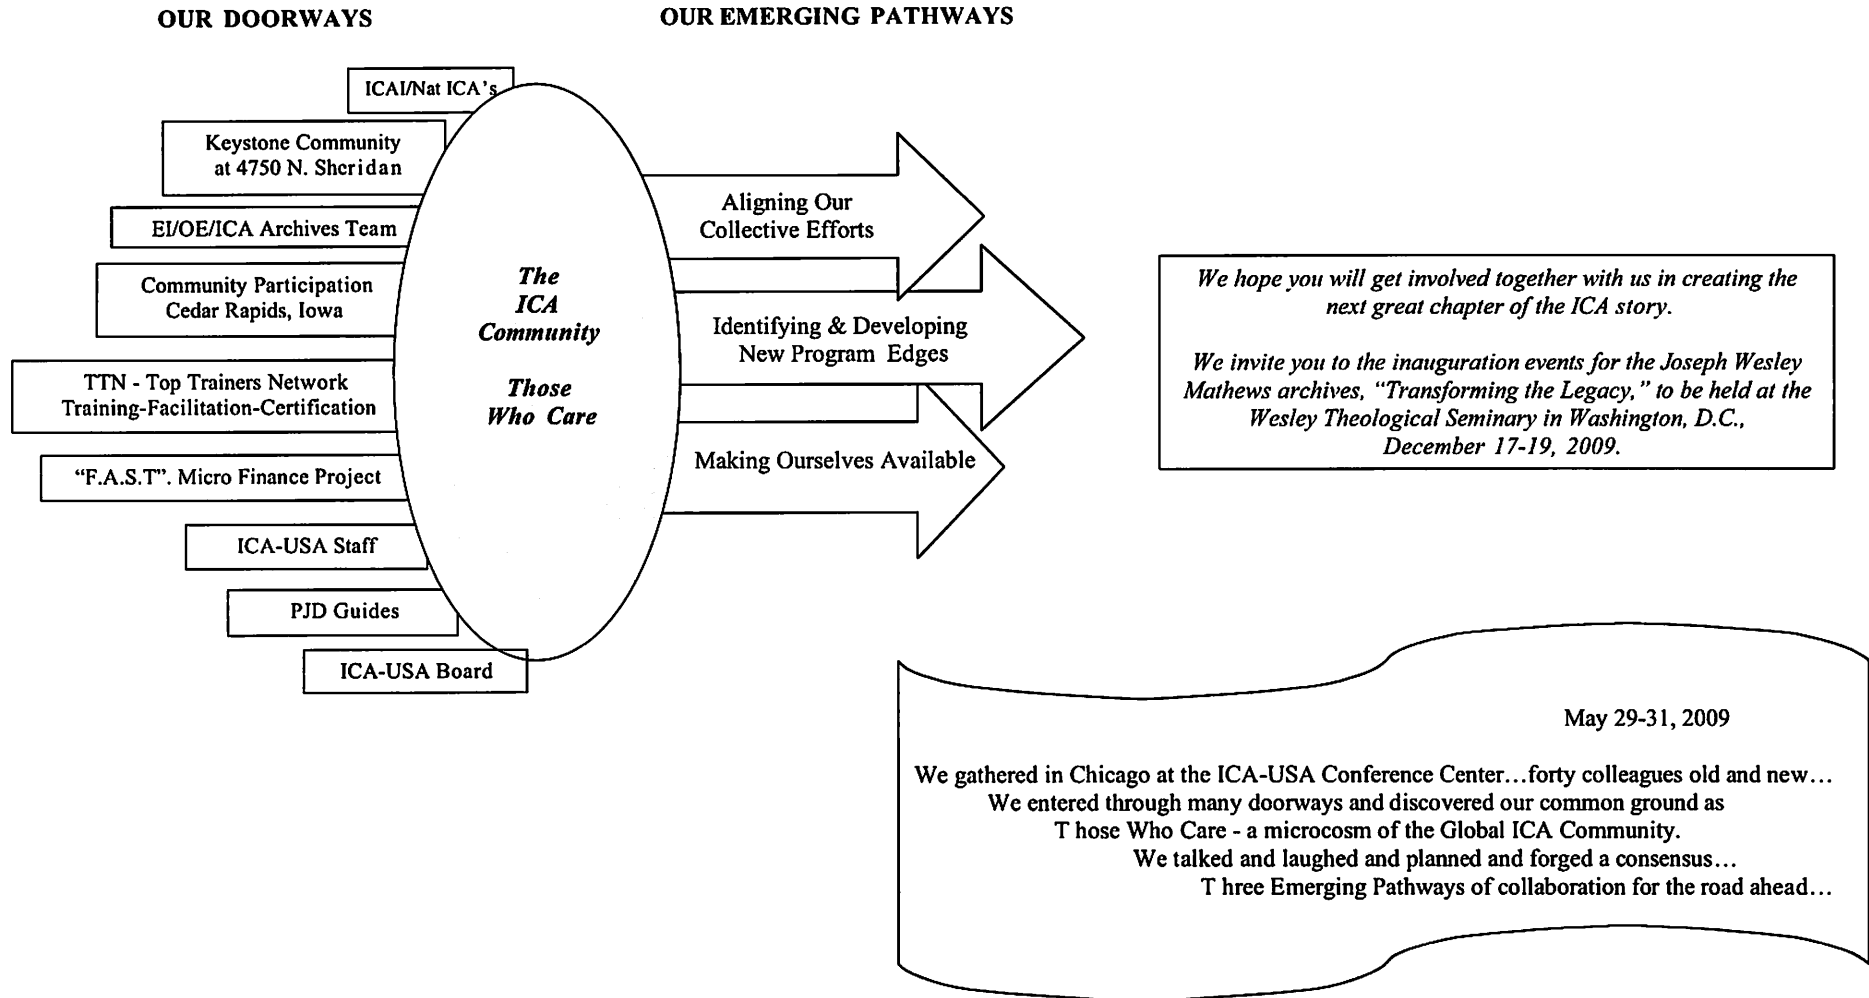 OUR DOORWAYS
OUR EMERGING PATHWAYS
ICAI/Nat ICA's
Keystone Community
at 4750 N. Sheridan
EI/OE/ICA Archives Team
Community Participation
Cedar Rapids, Iowa
TTN - Top Trainers Network
Training-Facilitation-Certification
“F.A.S.T”. Micro Finance Project
ICA-USA Staff
PJD Guides
ICA-USA Board
The
ICA
Community
Those
Who Care
Aligning Our
Collective Efforts
Identifying & Developing
New Program Edges
Making Ourselves Available
We hope you will get involved together with us in creating the
next great chapter of the ICA story.
We invite you to the inauguration events for the Joseph Wesley
Mathews archives, “Transforming the Legacy,” to be held at the
Wesley Theological Seminary in Washington, D.C.,
December 17-19, 2009.
May 29-31, 2009
We gathered in Chicago at the ICA-USA Conference Center...forty colleagues old and new...
We entered through many doorways and discovered our common ground as
T hose Who Care - a microcosm of the Global ICA Community.
We talked and laughed and planned and forged a consensus...
T hree Emerging Pathways of collaboration for the road ahead...